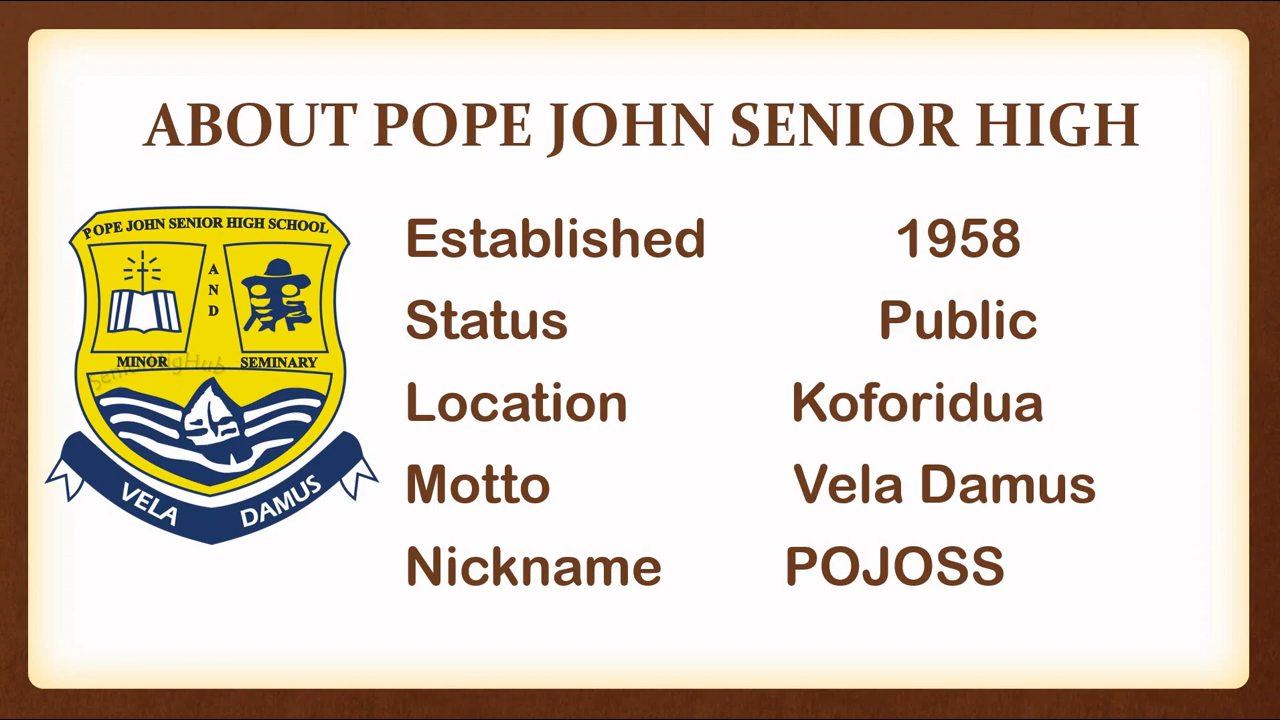 ABOUT POPE JOHN SENIOR HIGH
POPE JOHN SENIOR HIGH SCHOOL
AND
MINOR SEMINARY
VELA DAMUS
Established 1958
Status Public
Location Koforidua
Motto Vela Damus
Nickname POJOSS